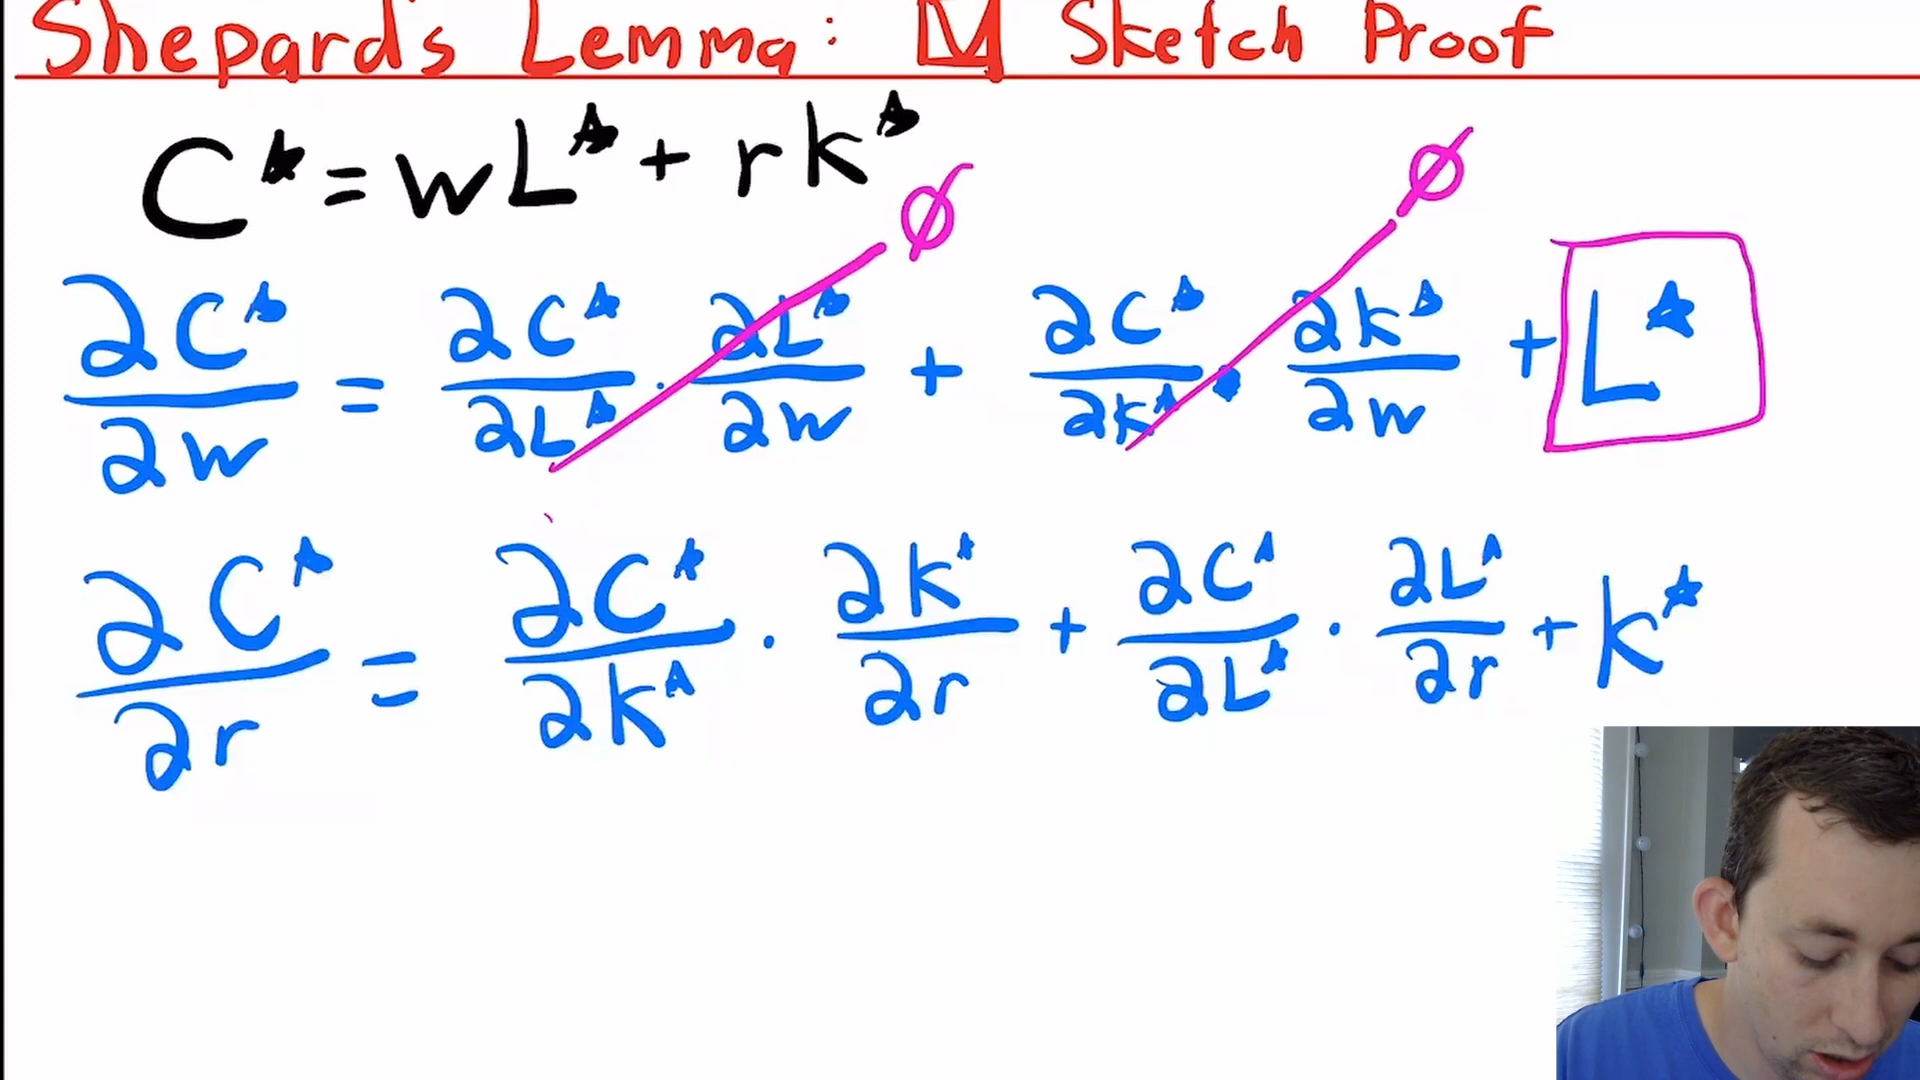 Shepard's Lemma: ☑ Sketch Proof
C* = wL* + rK*
∂C*/∂w = ∂C*/∂L* · ∂L*/∂w ∅ + ∂C*/∂K* · ∂K*/∂w ∅ + L*
∂C*/∂r = ∂C*/∂K* · ∂K*/∂r + ∂C*/∂L* · ∂L*/∂r + K*